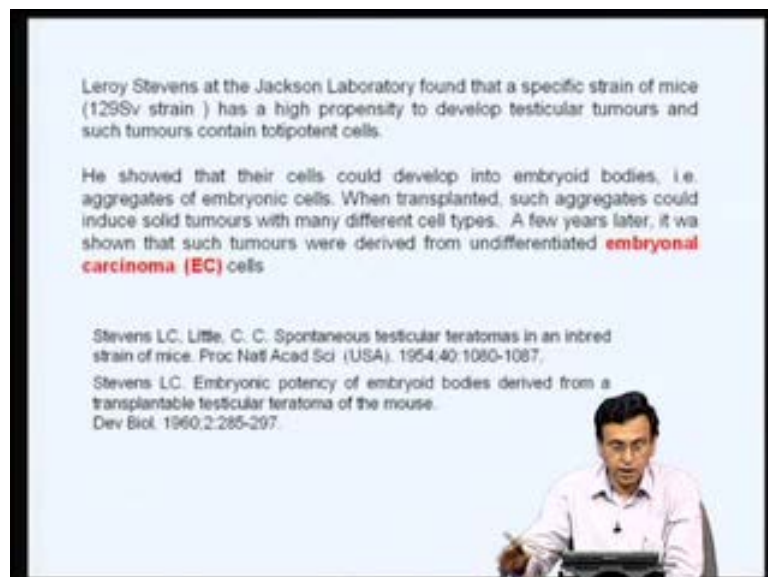 Leroy Stevens at the Jackson Laboratory found that a specific strain of mice
(129Sv strain ) has a high propensity to develop testicular tumours and
such tumours contain totipotent cells.
He showed that their cells could develop into embryoid bodies, i.e.
aggregates of embryonic cells. When transplanted, such aggregates could
induce solid tumours with many different cell types. A few years later, it wa
shown that such tumours were derived from undifferentiated embryonal
carcinoma (EC) cells
Stevens LC, Little, C. C. Spontaneous testicular teratomas in an inbred
strain of mice. Proc Natl Acad Sci (USA). 1954;40:1080-1087.
Stevens LC. Embryonic potency of embryoid bodies derived from a
transplantable testicular teratoma of the mouse.
Dev Biol. 1960;2:285-297.